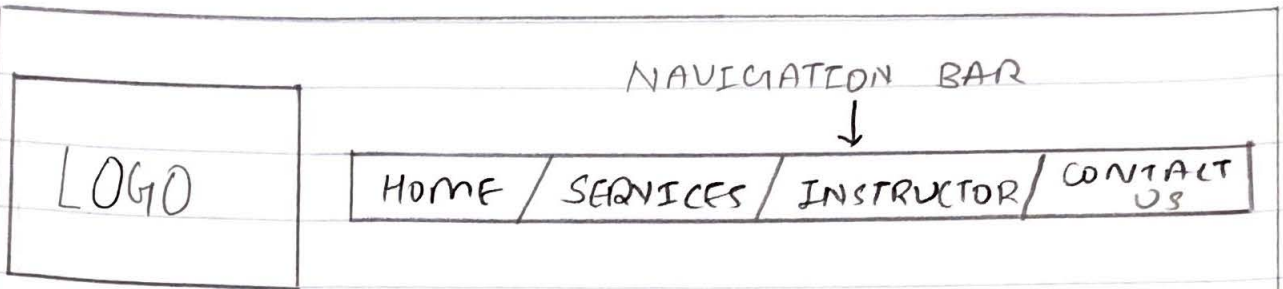 NAVIGATION BAR
LOGO
HOME / SERVICES / INSTRUCTOR / CONTACT
US